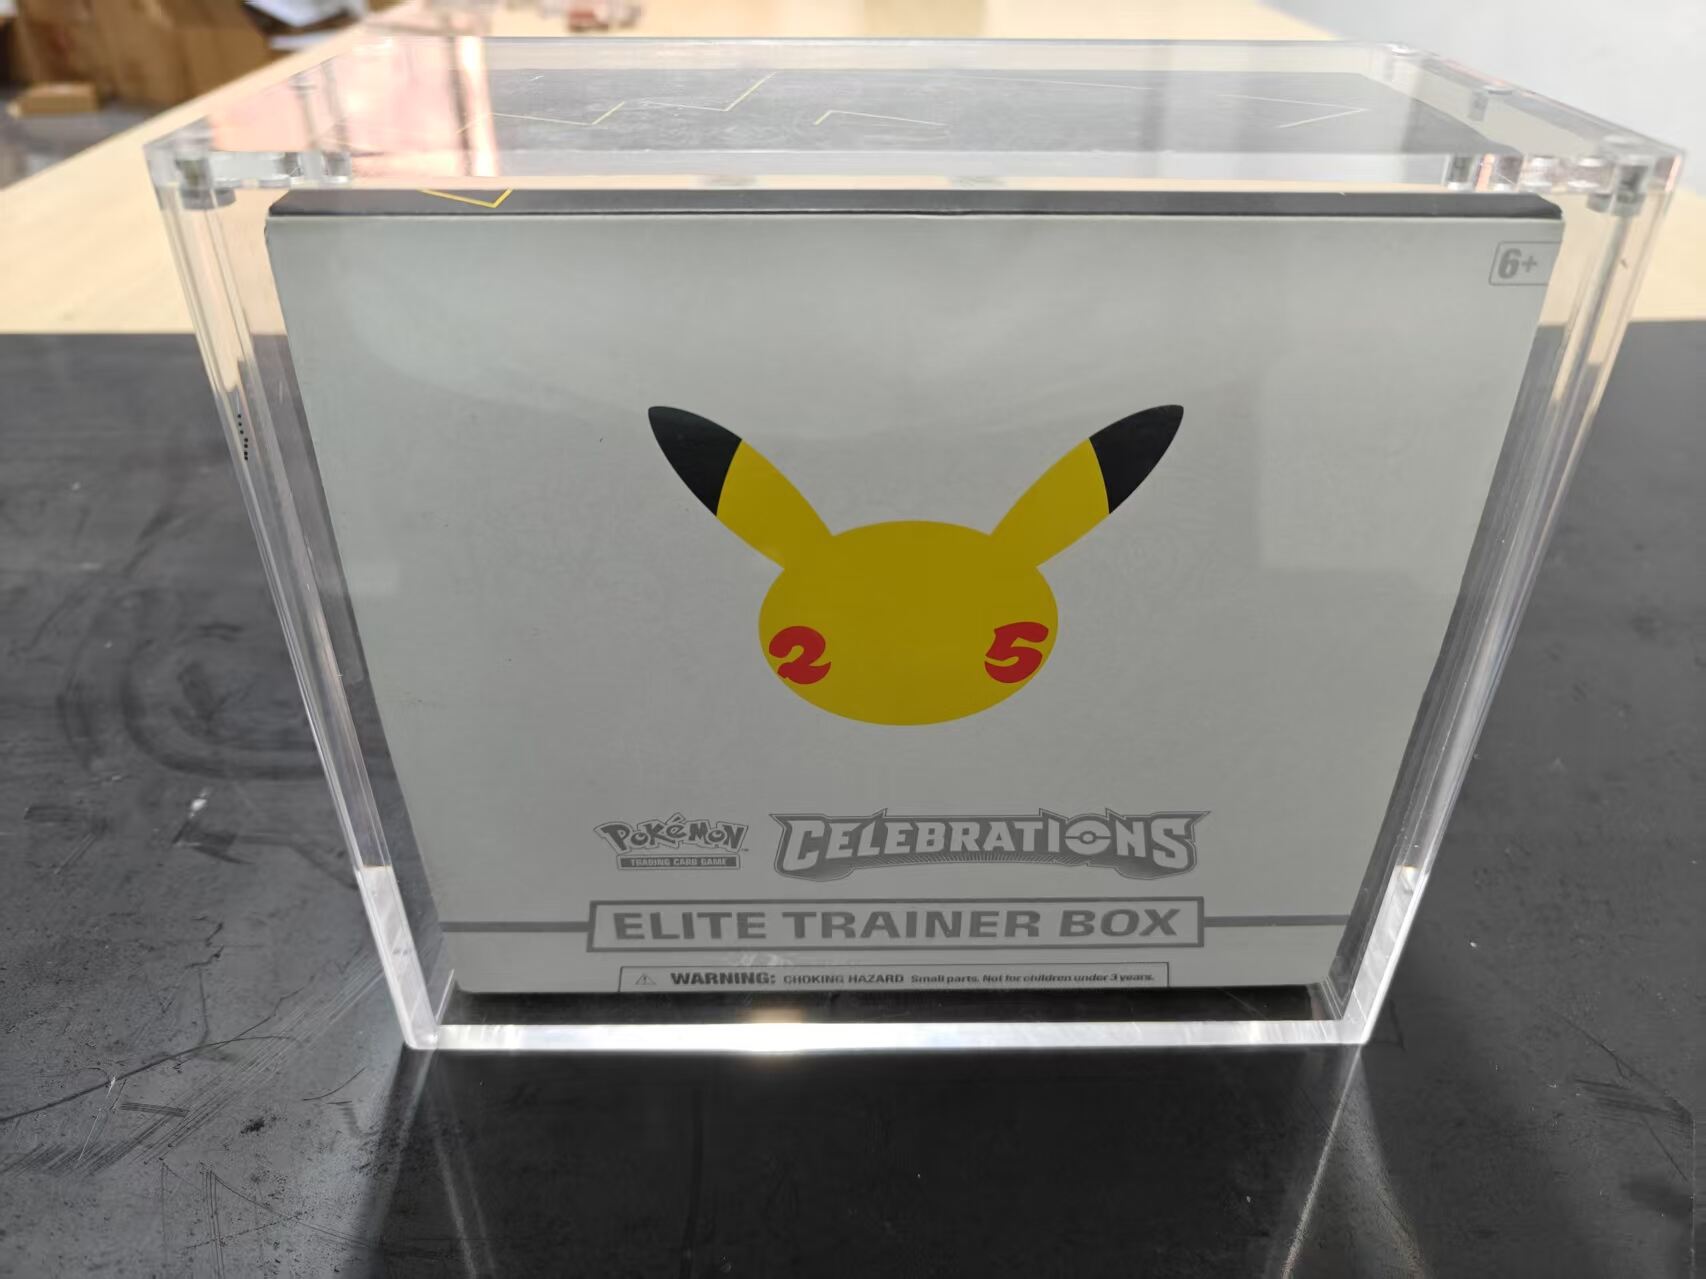 6+
2 5
POKéMON
TRADING CARD GAME
CELEBRATIONS
ELITE TRAINER BOX
WARNING: CHOKING HAZARD Small parts. Not for children under 3 years.